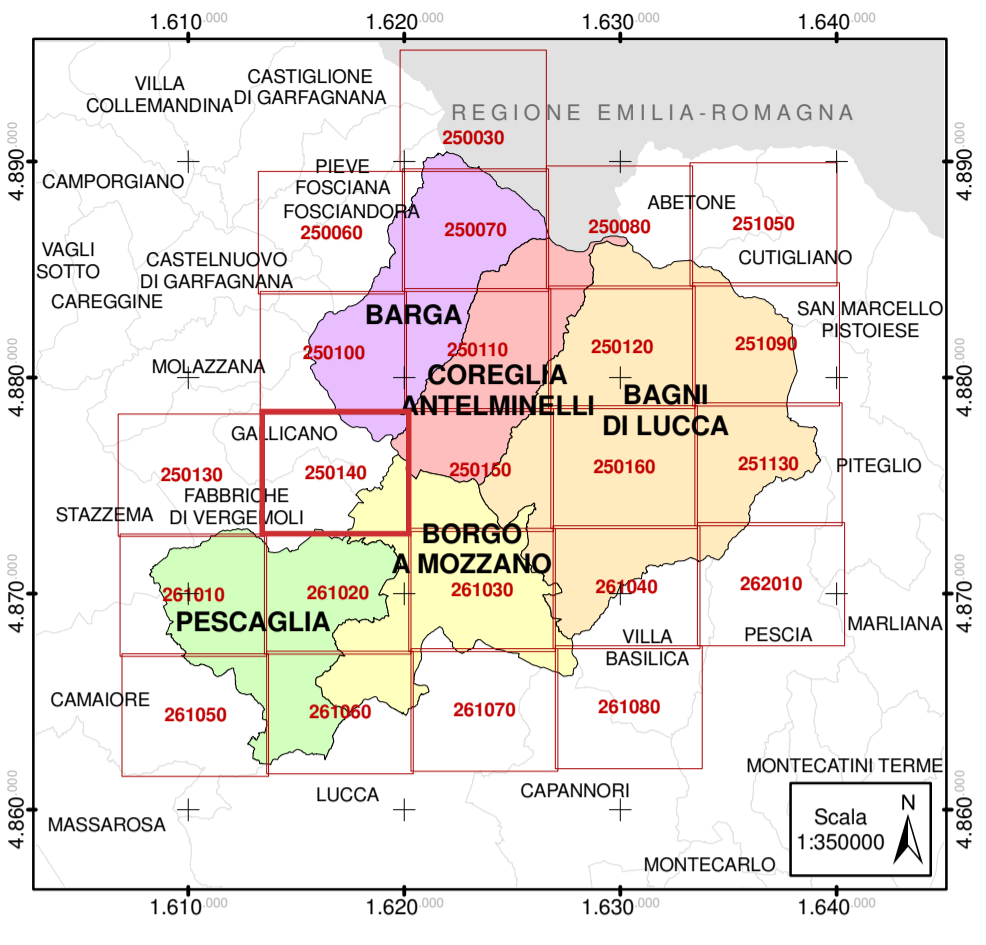 1.610.000 1.620.000 1.630.000 1.640.000
VILLA
COLLEMANDINA
CASTIGLIONE
DI GARFAGNANA
REGIONE EMILIA-ROMAGNA
250030
4.890.000
4.890.000
CAMPORGIANO
PIEVE
FOSCIANA
FOSCIANDORA
250060
250070
250080
ABETONE
251050
VAGLI
SOTTO
CASTELNUOVO
DI GARFAGNANA
CUTIGLIANO
CAREGGINE
BARGA
SAN MARCELLO
PISTOIESE
250100
250110
250120
251090
MOLAZZANA
4.880.000
4.880.000
COREGLIA
ANTELMINELLI
BAGNI
DI LUCCA
GALLICANO
250130
250140
250150
250160
251130
PITEGLIO
FABBRICHE
DI VERGEMOLI
STAZZEMA
BORGO
A MOZZANO
4.870.000
4.870.000
261010
261020
261030
261040
262010
PESCAGLIA
VILLA
BASILICA
PESCIA
MARLIANA
CAMAIORE
261050
261060
261070
261080
MONTECATINI TERME
LUCCA
CAPANNORI
4.860.000
4.860.000
MASSAROSA
MONTECARLO
Scala
1:350000
N
1.610.000 1.620.000 1.630.000 1.640.000